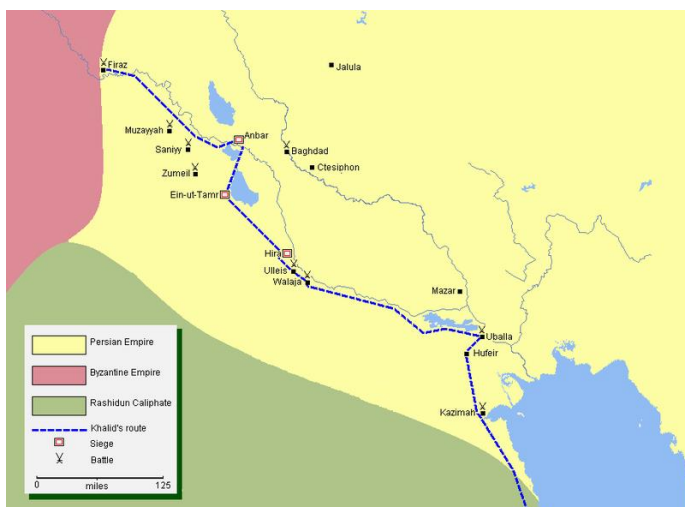 Firaz
Jalula
Muzayyah
Anbar
Saniyy
Baghdad
Zumeil
Ctesiphon
Ein-ut-Tamr
Hira
Ulleis
Walaja
Mazar
Uballa
Hufeir
Kazimah
Persian Empire
Byzantine Empire
Rashidun Caliphate
Khalid's route
Siege
Battle
0 miles 125